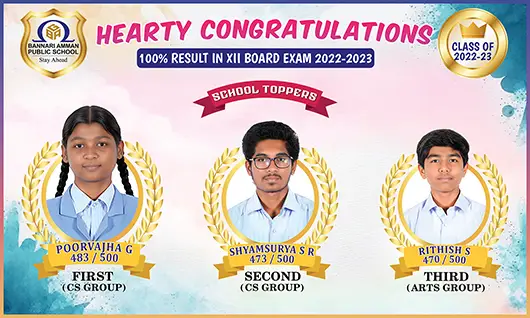 BANNARI AMMAN
PUBLIC SCHOOL
Stay Ahead
HEARTY CONGRATULATIONS
100% RESULT IN XII BOARD EXAM 2022-2023
CLASS OF
2022-23
SCHOOL TOPPERS
POORVAJHA G
483 / 500
FIRST
(CS GROUP)
SHYAMSURYA S R
473 / 500
SECOND
(CS GROUP)
RITHISH S
470 / 500
THIRD
(ARTS GROUP)